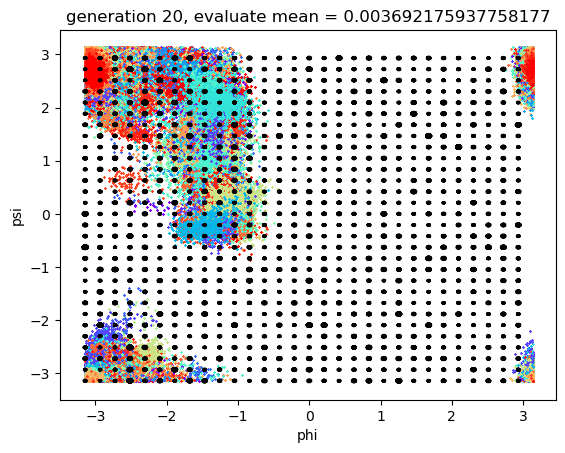 generation 20, evaluate mean = 0.003692175937758177
3
2
1
0
−1
−2
−3
psi
−3 −2 −1 0 1 2 3
phi